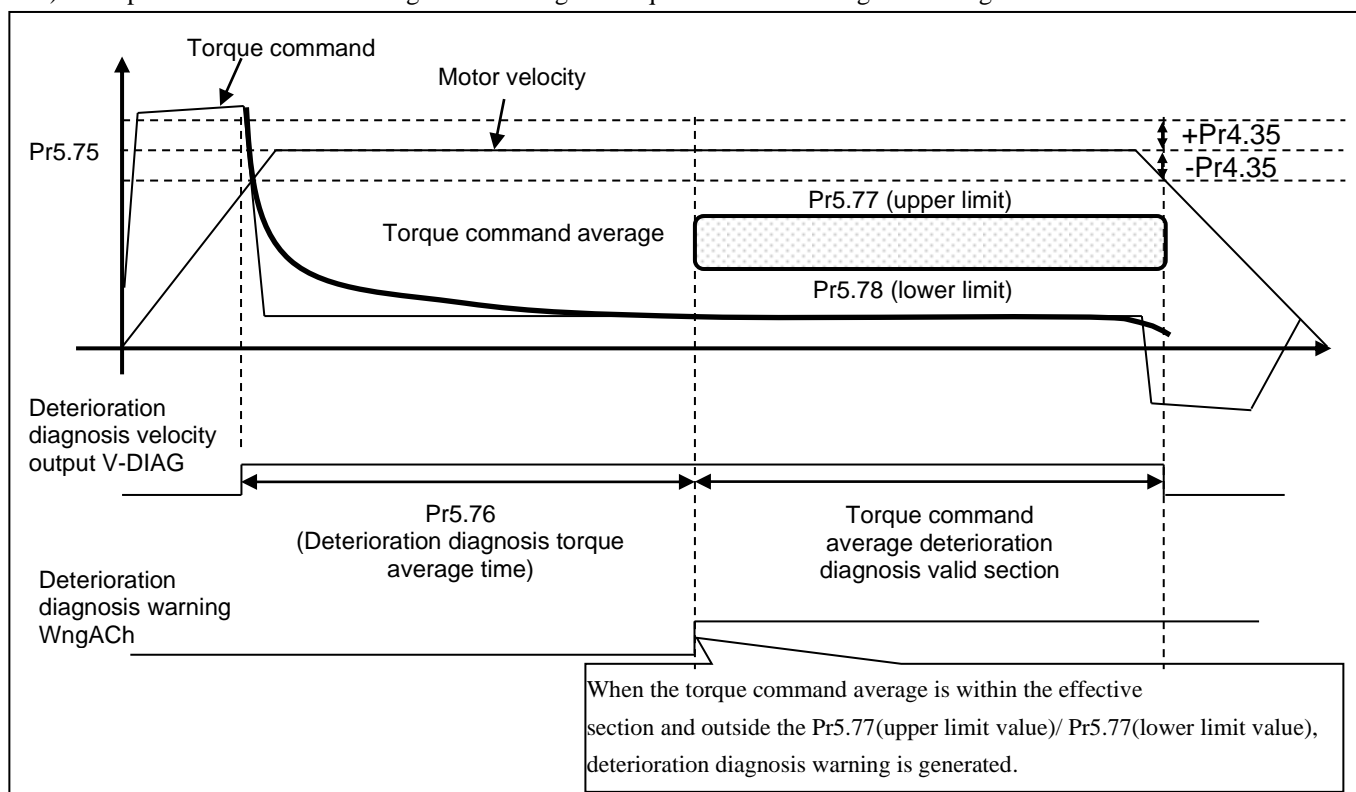 Torque command
Motor velocity
Pr5.75
+Pr4.35
-Pr4.35
Pr5.77 (upper limit)
Torque command average
Pr5.78 (lower limit)
Deterioration
diagnosis velocity
output V-DIAG
Pr5.76
(Deterioration diagnosis torque
average time)
Torque command
average deterioration
diagnosis valid section
Deterioration
diagnosis warning
WngACh
When the torque command average is within the effective
section and outside the Pr5.77(upper limit value)/ Pr5.77(lower limit value),
deterioration diagnosis warning is generated.